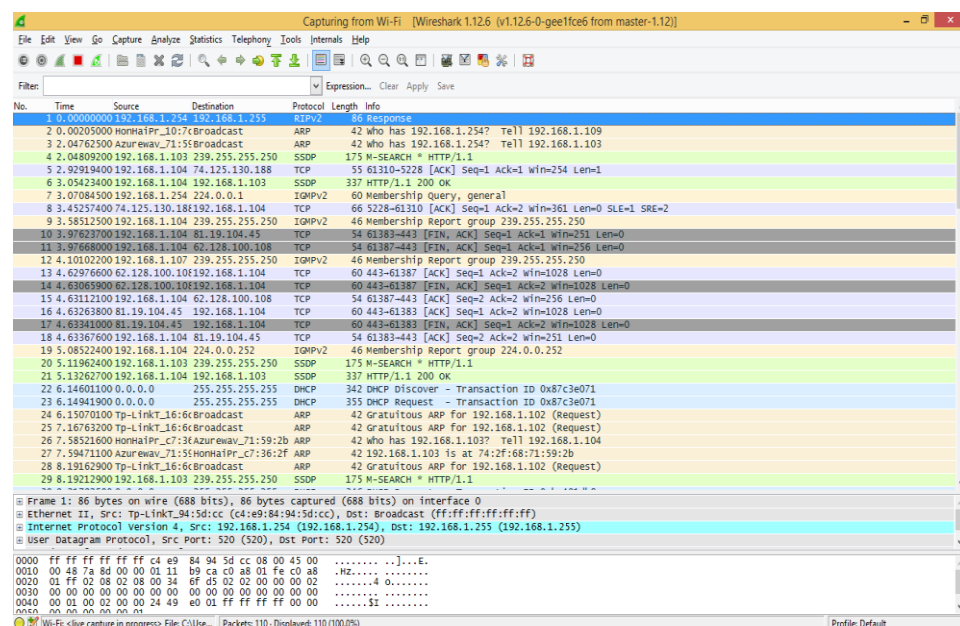 Capturing from Wi-Fi [Wireshark 1.12.6 (v1.12.6-0-gee1fce6 from master-1.12)]
File Edit View Go Capture Analyze Statistics Telephony Tools Internals Help
Filter: Expression... Clear Apply Save
No. Time Source Destination Protocol Length Info
1 0.00000000 192.168.1.254 192.168.1.255 RIPv2 86 Response
2 0.00205000 HonHaiPr_10:7c Broadcast ARP 42 Who has 192.168.1.254? Tell 192.168.1.109
3 2.04762500 Azurewav_71:59 Broadcast ARP 42 Who has 192.168.1.254? Tell 192.168.1.103
4 2.04809200 192.168.1.103 239.255.255.250 SSDP 175 M-SEARCH * HTTP/1.1
5 2.92919400 192.168.1.104 74.125.130.188 TCP 55 61310→5228 [ACK] Seq=1 Ack=1 Win=254 Len=1
6 3.05423400 192.168.1.104 192.168.1.103 SSDP 337 HTTP/1.1 200 OK
7 3.07084500 192.168.1.254 224.0.0.1 IGMPv2 60 Membership Query, general
8 3.45257400 74.125.130.188 192.168.1.104 TCP 66 5228→61310 [ACK] Seq=1 Ack=2 Win=361 Len=0 SLE=1 SRE=2
9 3.58512500 192.168.1.104 239.255.255.250 IGMPv2 46 Membership Report group 239.255.255.250
10 3.97623700 192.168.1.104 81.19.104.45 TCP 54 61383→443 [FIN, ACK] Seq=1 Ack=1 Win=251 Len=0
11 3.97668000 192.168.1.104 62.128.100.108 TCP 54 61387→443 [FIN, ACK] Seq=1 Ack=1 Win=256 Len=0
12 4.10102200 192.168.1.107 239.255.255.250 IGMPv2 46 Membership Report group 239.255.255.250
13 4.62976600 62.128.100.108 192.168.1.104 TCP 60 443→61387 [ACK] Seq=1 Ack=2 Win=1028 Len=0
14 4.63065900 62.128.100.108 192.168.1.104 TCP 60 443→61387 [FIN, ACK] Seq=1 Ack=2 Win=1028 Len=0
15 4.63112100 192.168.1.104 62.128.100.108 TCP 54 61387→443 [ACK] Seq=2 Ack=2 Win=256 Len=0
16 4.63263800 81.19.104.45 192.168.1.104 TCP 60 443→61383 [ACK] Seq=1 Ack=2 Win=1028 Len=0
17 4.63341000 81.19.104.45 192.168.1.104 TCP 60 443→61383 [FIN, ACK] Seq=1 Ack=2 Win=1028 Len=0
18 4.63367600 192.168.1.104 81.19.104.45 TCP 54 61383→443 [ACK] Seq=2 Ack=2 Win=251 Len=0
19 5.08522400 192.168.1.104 224.0.0.252 IGMPv2 46 Membership Report group 224.0.0.252
20 5.11962400 192.168.1.103 239.255.255.250 SSDP 175 M-SEARCH * HTTP/1.1
21 5.13262700 192.168.1.104 192.168.1.103 SSDP 337 HTTP/1.1 200 OK
22 6.14601100 0.0.0.0 255.255.255.255 DHCP 342 DHCP Discover - Transaction ID 0x87c3e071
23 6.14941900 0.0.0.0 255.255.255.255 DHCP 355 DHCP Request - Transaction ID 0x87c3e071
24 6.15070100 Tp-LinkT_16:6c Broadcast ARP 42 Gratuitous ARP for 192.168.1.102 (Request)
25 7.16763200 Tp-LinkT_16:6c Broadcast ARP 42 Gratuitous ARP for 192.168.1.102 (Request)
26 7.58521600 HonHaiPr_c7:36 Azurewav_71:59:2b ARP 42 Who has 192.168.1.103? Tell 192.168.1.104
27 7.59471100 Azurewav_71:59 HonHaiPr_c7:36:2f ARP 42 192.168.1.103 is at 74:2f:68:71:59:2b
28 8.19162900 Tp-LinkT_16:6c Broadcast ARP 42 Gratuitous ARP for 192.168.1.102 (Request)
29 8.19212900 192.168.1.103 239.255.255.250 SSDP 175 M-SEARCH * HTTP/1.1
Frame 1: 86 bytes on wire (688 bits), 86 bytes captured (688 bits) on interface 0
Ethernet II, Src: Tp-LinkT_94:5d:cc (c4:e9:84:94:5d:cc), Dst: Broadcast (ff:ff:ff:ff:ff:ff)
Internet Protocol Version 4, Src: 192.168.1.254 (192.168.1.254), Dst: 192.168.1.255 (192.168.1.255)
User Datagram Protocol, Src Port: 520 (520), Dst Port: 520 (520)
0000 ff ff ff ff ff ff c4 e9 84 94 5d cc 08 00 45 00 ........ ..]...E.
0010 00 48 7a 8d 00 00 01 11 b9 ca c0 a8 01 fe c0 a8 .Hz..... ........
0020 01 ff 02 08 02 08 00 34 6f d5 02 02 00 00 00 02 .......4 o.......
0030 00 00 00 00 00 00 00 00 00 00 00 00 00 00 00 00 ........ ........
0040 00 01 00 02 00 00 24 49 e0 01 ff ff ff ff 00 00 ......$I ........
0050 00 00 00 00 00 01
Wi-Fi: <live capture in progress> File: C:\Use... Packets: 110 · Displayed: 110 (100.0%) Profile: Default